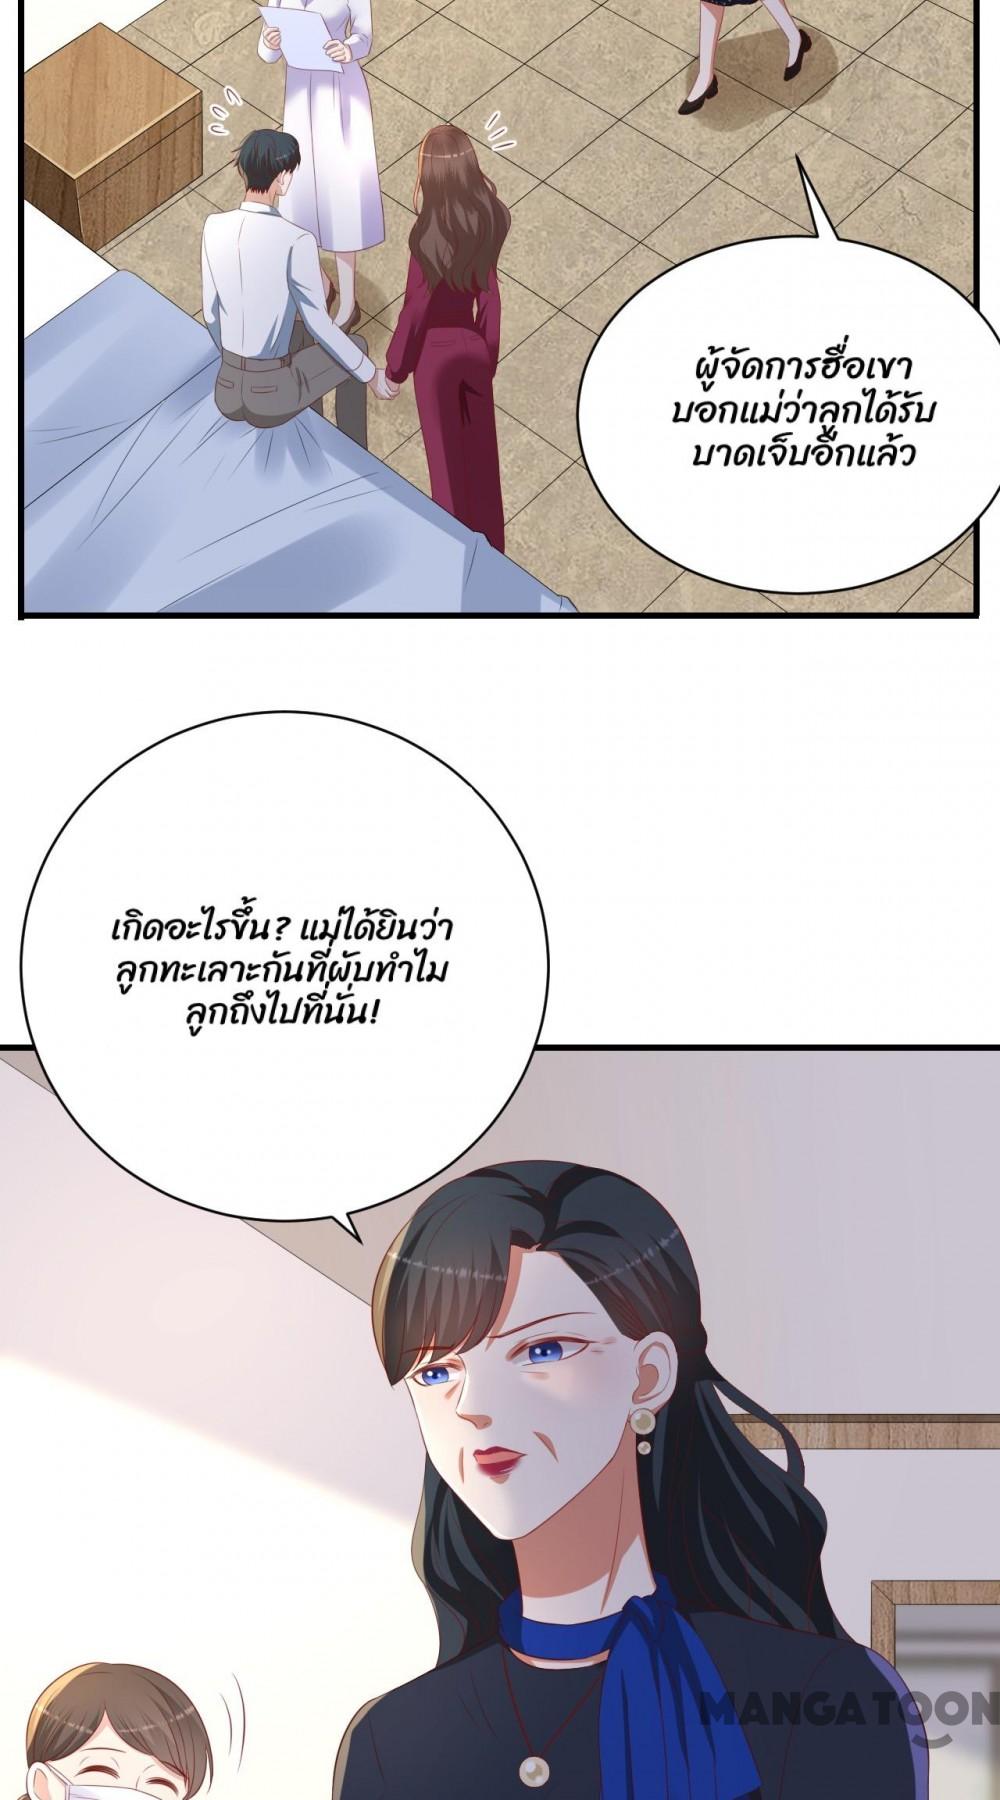 ผู้จัดการฮื่อเขา
บอกแม่ว่าลูกได้รับ
บาดเจ็บอีกแล้ว
เกิดอะไรขึ้น? แม่ได้ยินว่า
ลูกทะเลาะกันที่ผับทำไม
ลูกถึงไปที่นั่น!
MANGATOON